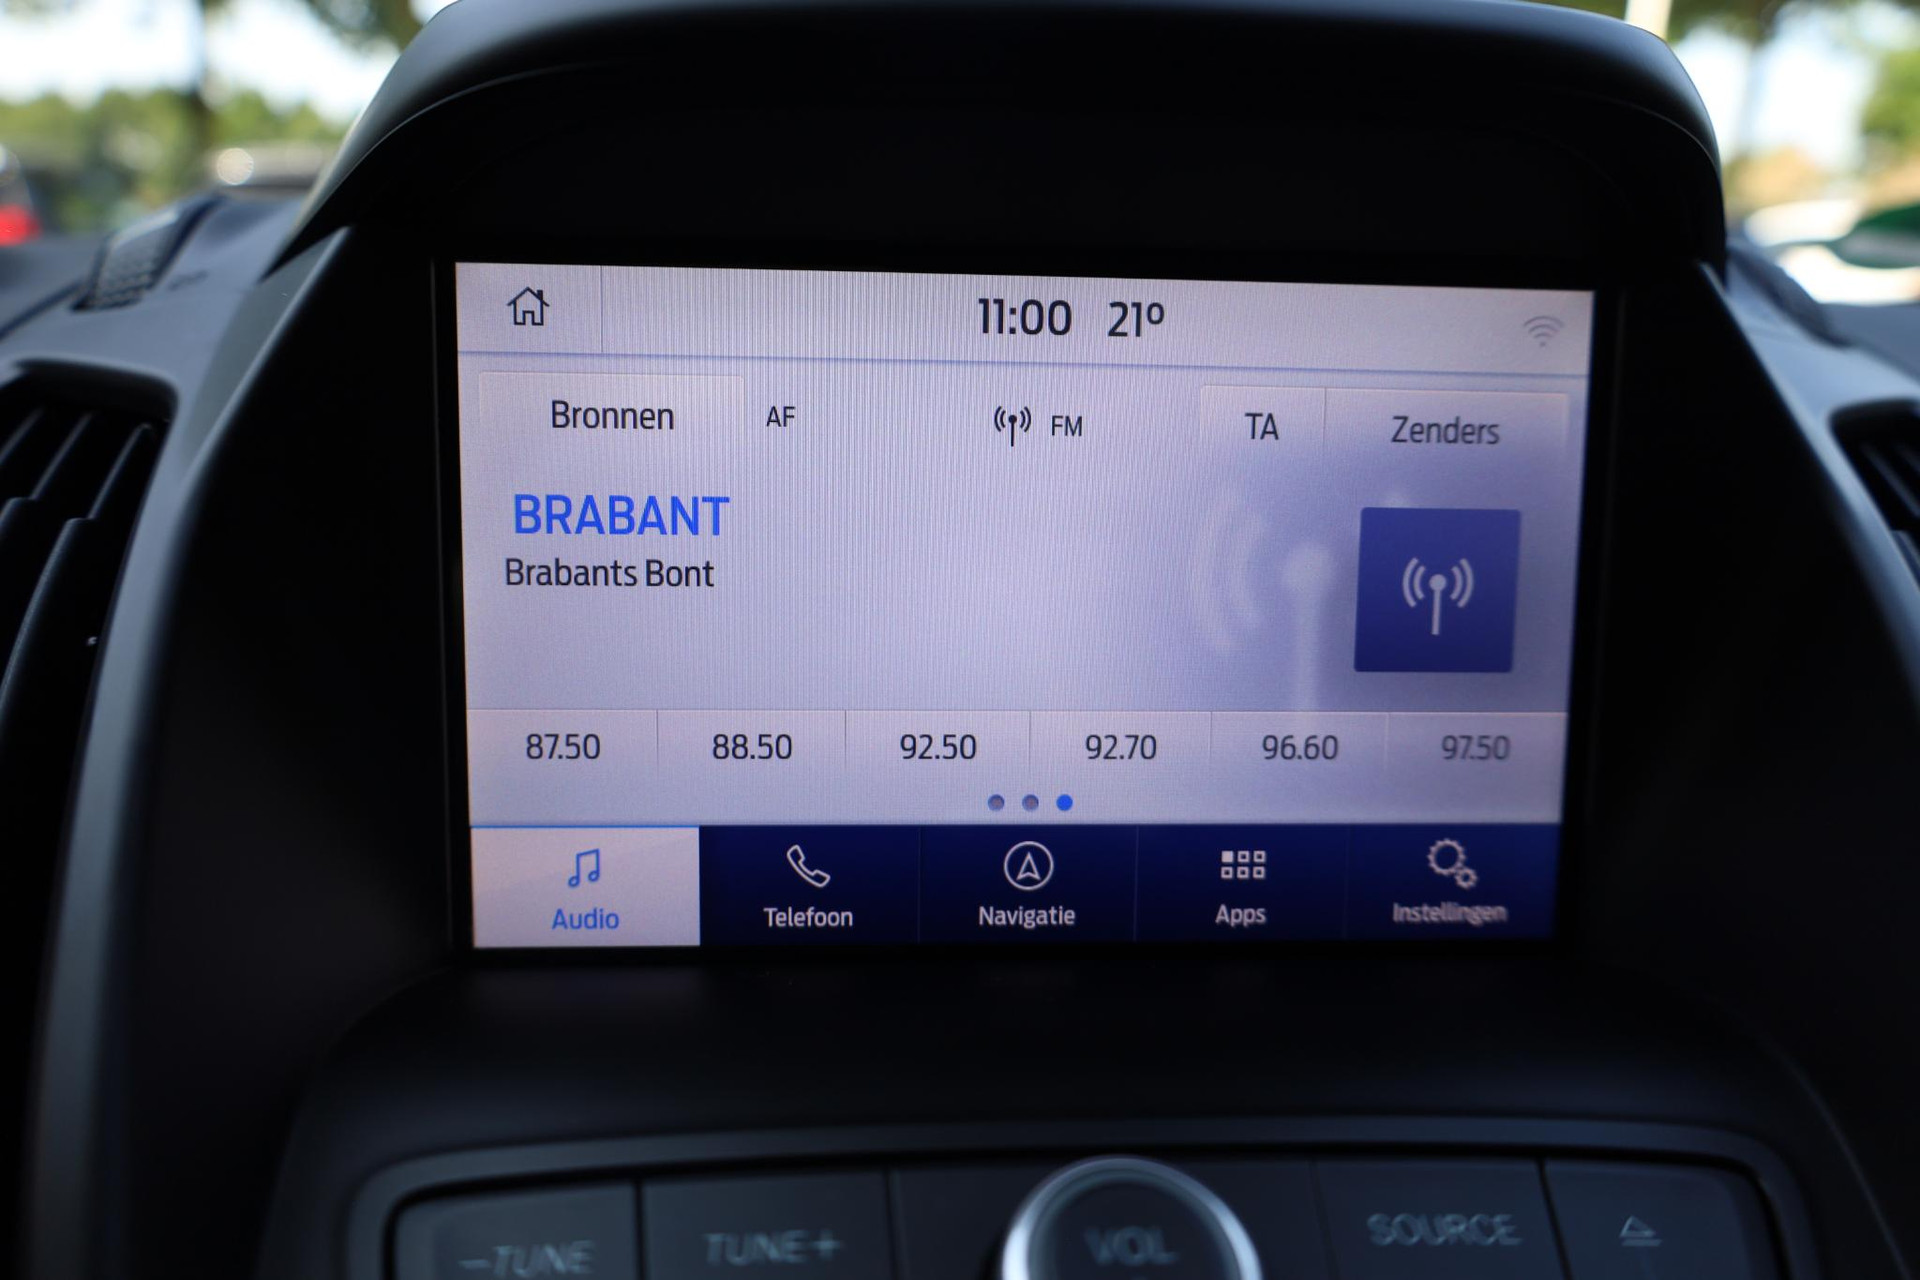 11:00 21º
Bronnen AF FM TA Zenders
BRABANT
Brabants Bont
87.50 88.50 92.50 92.70 96.60 97.50
Audio Telefoon Navigatie Apps Instellingen
-TUNE TUNE+ VOL SOURCE